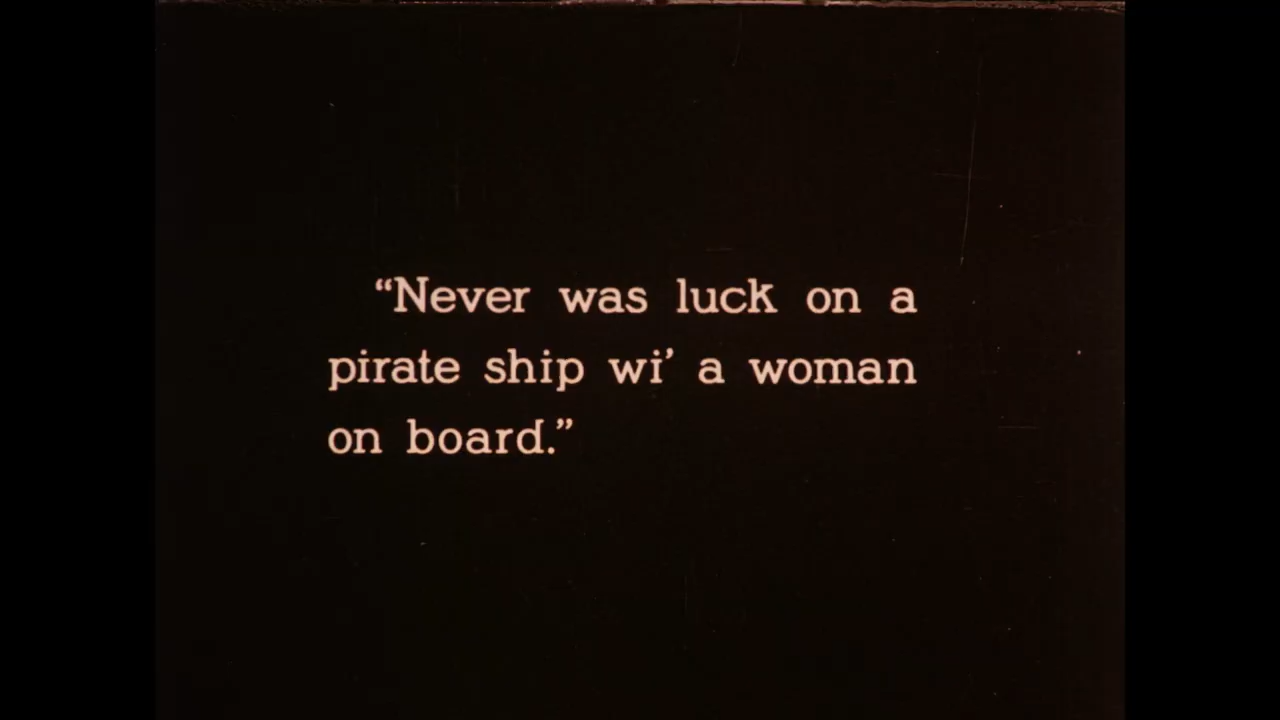 “Never was luck on a
pirate ship wi’ a woman
on board.”